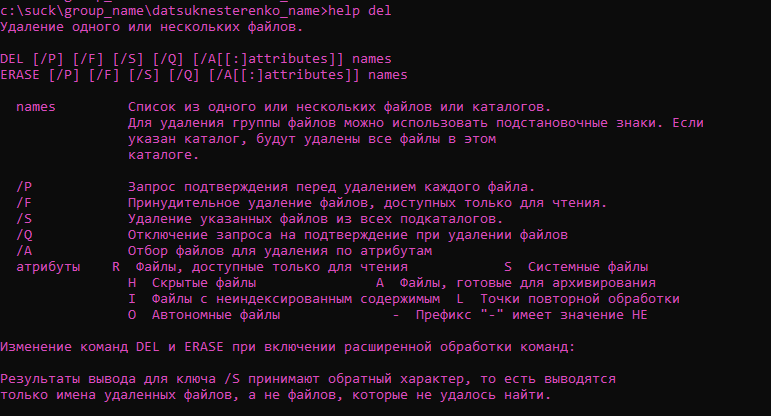 c:\suck\group_name\datsuknesterenko_name>help del
Удаление одного или нескольких файлов.
DEL [/P] [/F] [/S] [/Q] [/A[[:]attributes]] names
ERASE [/P] [/F] [/S] [/Q] [/A[[:]attributes]] names
names Список из одного или нескольких файлов или каталогов.
Для удаления группы файлов можно использовать подстановочные знаки. Если
указан каталог, будут удалены все файлы в этом
каталоге.
/P Запрос подтверждения перед удалением каждого файла.
/F Принудительное удаление файлов, доступных только для чтения.
/S Удаление указанных файлов из всех подкаталогов.
/Q Отключение запроса на подтверждение при удалении файлов
/A Отбор файлов для удаления по атрибутам
атрибуты R Файлы, доступные только для чтения S Системные файлы
H Скрытые файлы A Файлы, готовые для архивирования
I Файлы с неиндексированным содержимым L Точки повторной обработки
O Автономные файлы - Префикс "-" имеет значение НЕ
Изменение команд DEL и ERASE при включении расширенной обработки команд:
Результаты вывода для ключа /S принимают обратный характер, то есть выводятся
только имена удаленных файлов, а не файлов, которые не удалось найти.